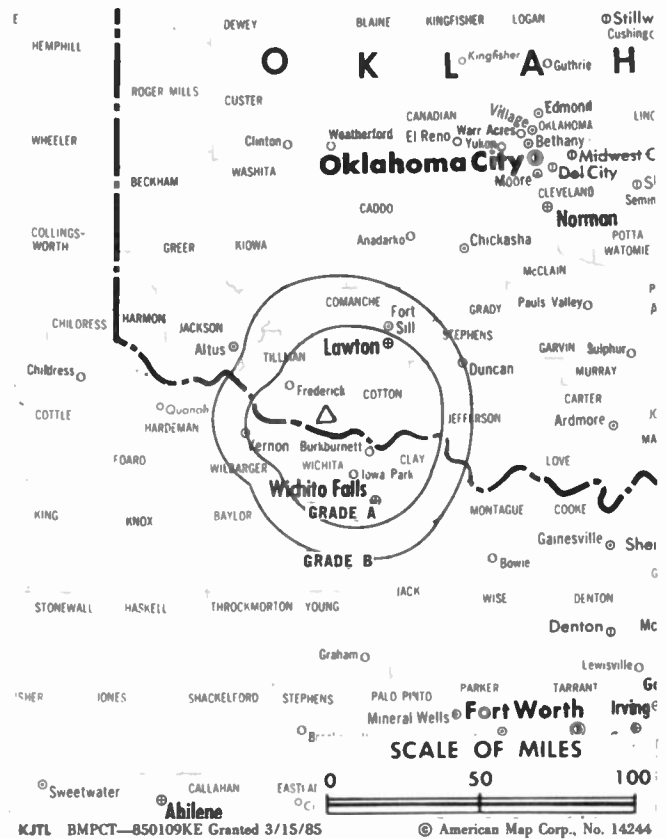 E DEWEY BLAINE KINGFISHER LOGAN Stillw
Cushing
HEMPHILL
O K L A H
Kingfisher Guthrie
ROGER MILLS
CUSTER
Edmond
CANADIAN Village LINC
OKLAHOMA
WHEELER Clinton Weatherford El Reno Warr Acres
Yukon Bethany
Oklahoma City Midwest C
WASHITA Del City
BECKHAM Moore
CLEVELAND
Semin
CADDO
Norman
COLLINGS-
WORTH
GREER KIOWA Anadarko Chickasha
POTTA
WATOMIE
McCLAIN
COMANCHE
Fort
Sill
GRADY Pauls Valley
CHILDRESS HARMON JACKSON STEPHENS
Altus TILLMAN Lawton GARVIN Sulphur
Childress Duncan MURRAY
Frederick COTTON CARTER
COTTLE Quanah JEFFERSON Ardmore
HARDEMAN
Vernon Burkburnett MA
FOARD WICHITA CLAY LOVE
WILBARGER Iowa Park
Wichita Falls
KING KNOX BAYLOR GRADE A MONTAGUE COOKE
Gainesville Sher
GRADE B
Bowie
JACK WISE DENTON
STONEWALL HASKELL THROCKMORTON YOUNG
Denton Mc
Graham
Lewisville
ISHER JONES SHACKELFORD STEPHENS PALO PINTO PARKER TARRANT
Mineral Wells Fort Worth Irving
SCALE OF MILES
0 50 100
Sweetwater CALLAHAN
Abilene
KJTL BMPCT—850109KE Granted 3/15/85 © American Map Corp., No. 14244